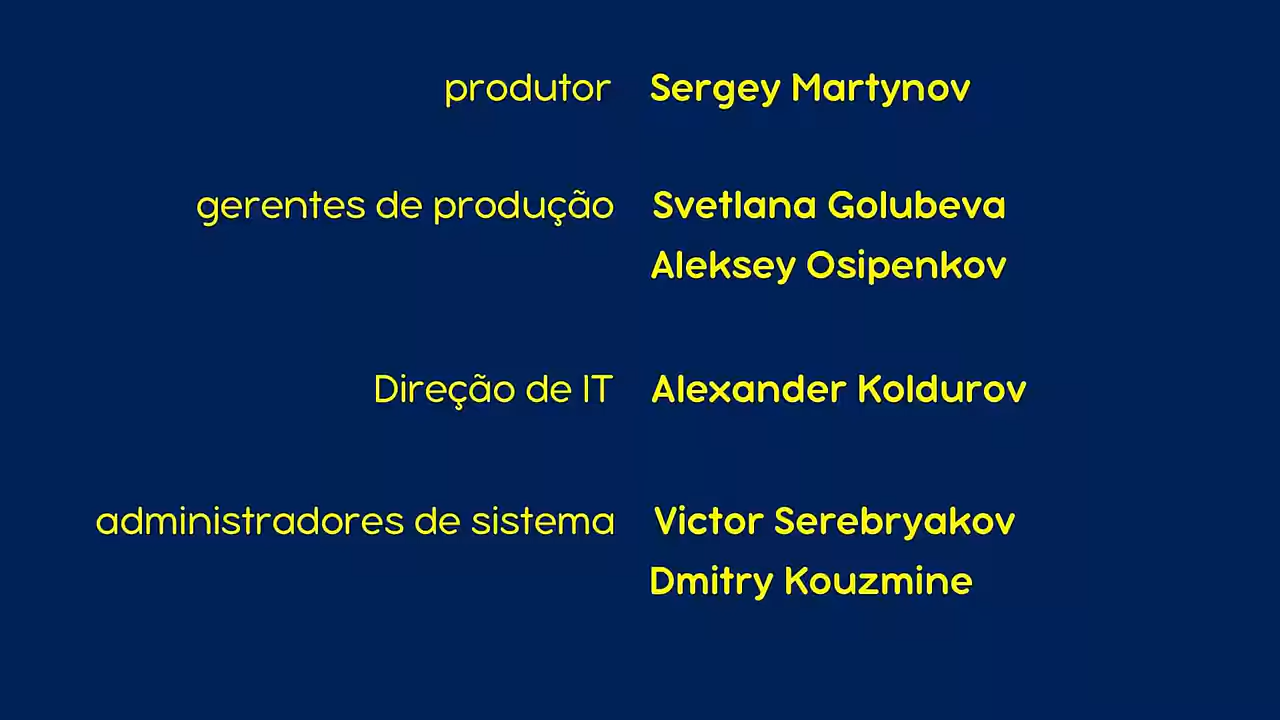 produtor Sergey Martynov
gerentes de produção Svetlana Golubeva
Aleksey Osipenkov
Direção de IT Alexander Koldurov
administradores de sistema Victor Serebryakov
Dmitry Kouzmine